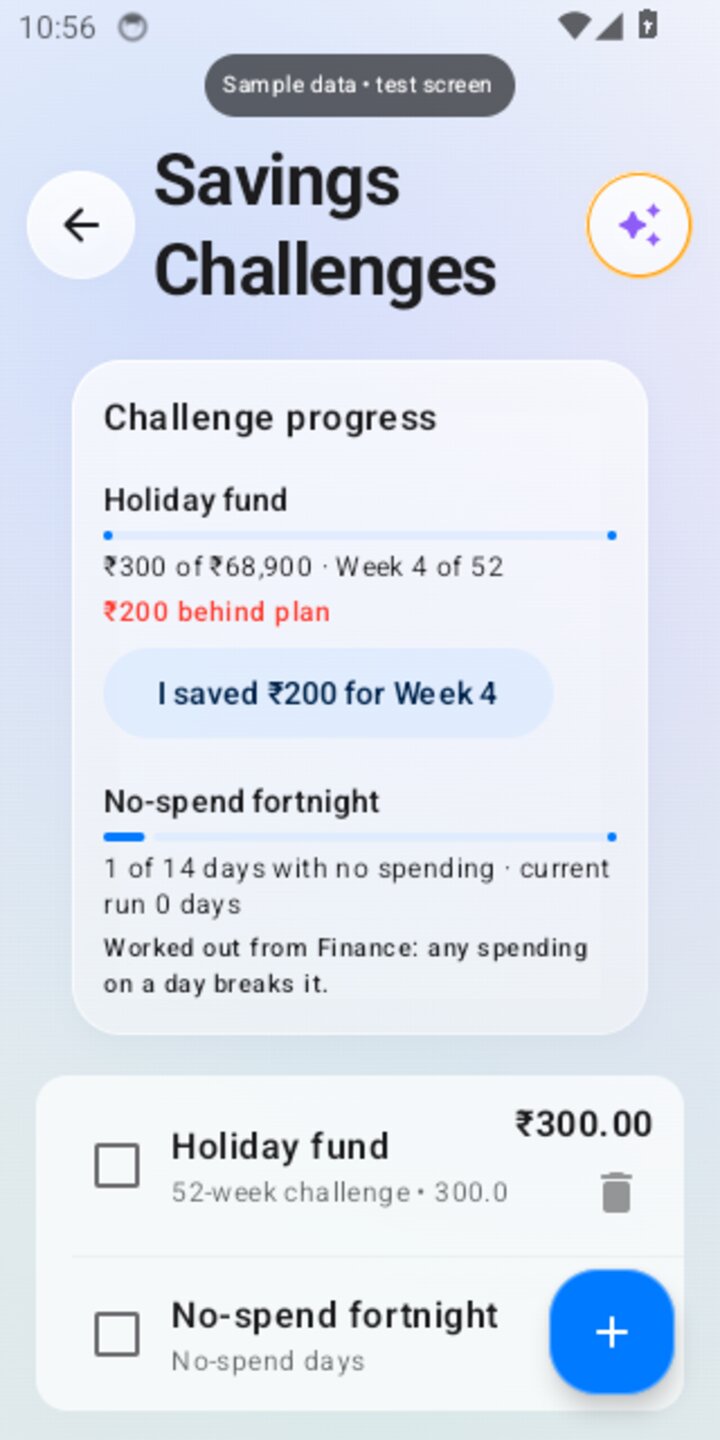 10:56
Sample data • test screen
Savings
Challenges
Challenge progress
Holiday fund
₹300 of ₹68,900 · Week 4 of 52
₹200 behind plan
I saved ₹200 for Week 4
No-spend fortnight
1 of 14 days with no spending · current
run 0 days
Worked out from Finance: any spending
on a day breaks it.
₹300.00
Holiday fund
52-week challenge • 300.0
No-spend fortnight
No-spend days